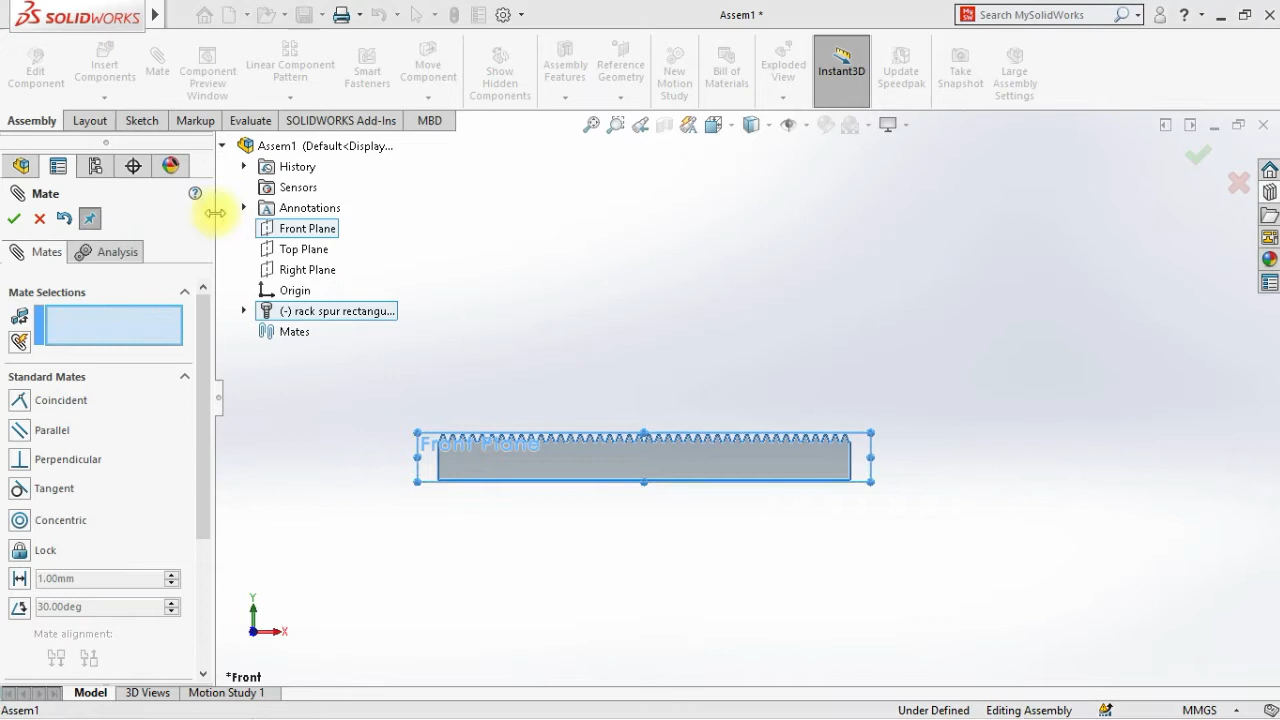 SOLIDWORKS
Assem1 *
Search MySolidWorks
?
Edit Component
Insert Components
Mate
Component Preview Window
Linear Component Pattern
Smart Fasteners
Move Component
Show Hidden Components
Assembly Features
Reference Geometry
New Motion Study
Bill of Materials
Exploded View
Instant3D
Update Speedpak
Take Snapshot
Large Assembly Settings
Assembly
Layout
Sketch
Markup
Evaluate
SOLIDWORKS Add-Ins
MBD
Assem1 (Default<Display...
History
Sensors
Annotations
Front Plane
Top Plane
Right Plane
Origin
(-) rack spur rectangu...
Mates
Mate
Mates
Analysis
Mate Selections
Standard Mates
Coincident
Parallel
Perpendicular
Tangent
Concentric
Lock
1.00mm
30.00deg
Mate alignment:
Front Plane
Y
X
*Front
Model
3D Views
Motion Study 1
Assem1
Under Defined
Editing Assembly
MMGS